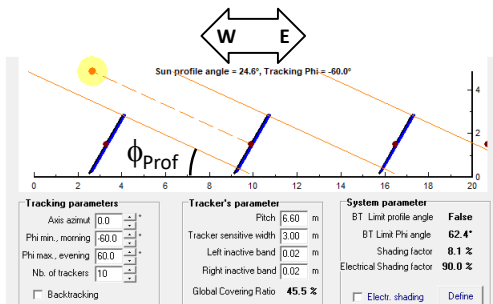 W E
Sun profile angle = 24.6°, Tracking Phi = -60.0°
ϕProf
4
2
0
0 2 4 6 8 10 12 14 16 18 20
Tracking parameters
Axis azimut 0.0 °
Phi min., morning -60.0 °
Phi max., evening 60.0 °
Nb. of trackers 10
Backtracking
Tracker's parameter
Pitch 6.60 m
Tracker sensitive width 3.00 m
Left inactive band 0.02 m
Right inactive band 0.02 m
Global Covering Ratio 45.5 %
System parameter
BT Limit profile angle False
BT Limit Phi angle 62.4°
Shading factor 8.1 %
Electrical Shading factor 90.0 %
Electr. shading Define